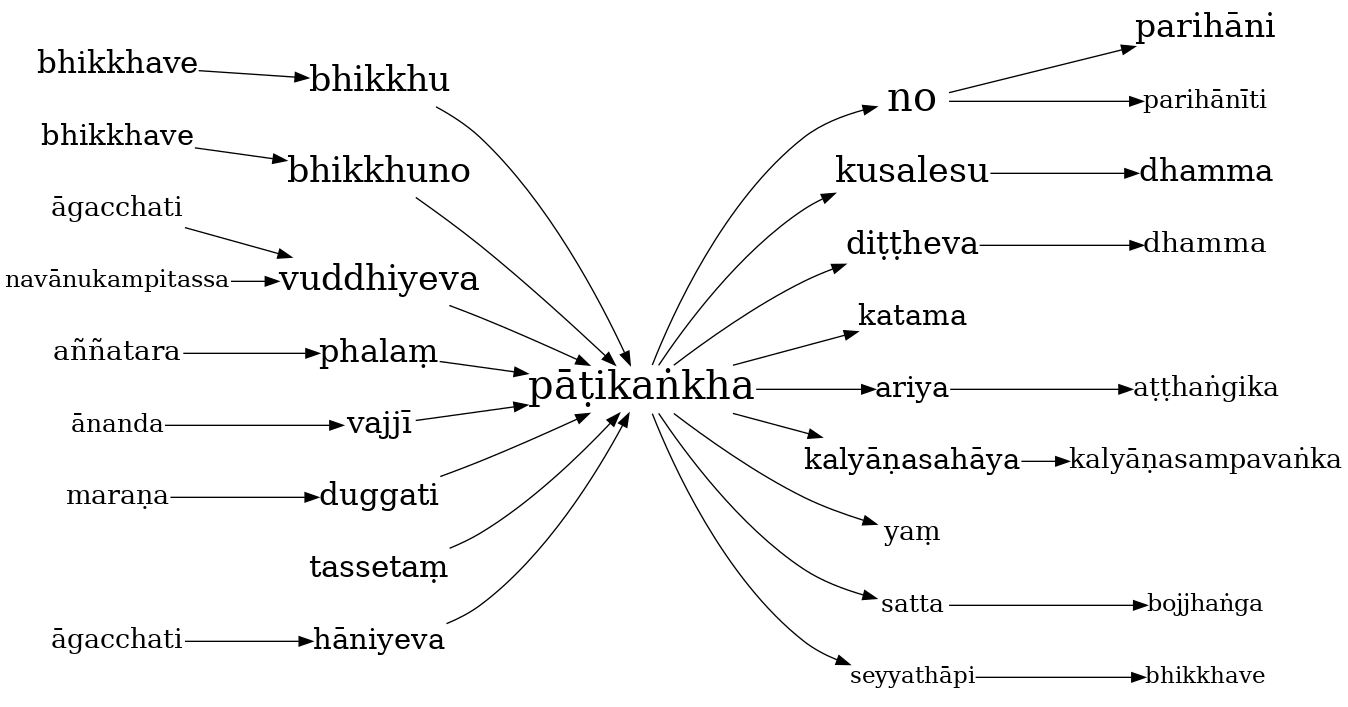 parihāni
bhikkhave
bhikkhu
no
parihānīti
bhikkhave
bhikkhuno
kusalesu
dhamma
āgacchati
diṭṭheva
dhamma
navānukampitassa
vuddhiyeva
katama
aññatara
phalaṃ
pāṭikaṅkha
ariya
aṭṭhaṅgika
ānanda
vajjī
kalyāṇasahāya
kalyāṇasampavaṅka
maraṇa
duggati
yaṃ
tassetaṃ
satta
bojjhaṅga
āgacchati
hāniyeva
seyyathāpi
bhikkhave